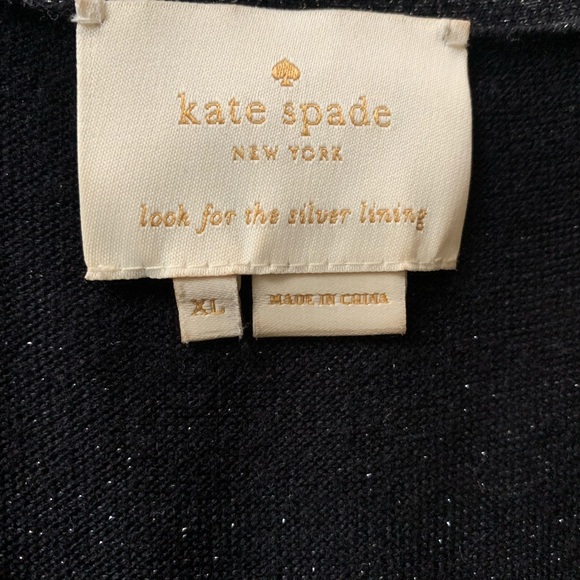 kate spade
NEW YORK
look for the silver lining
XL
MADE IN CHINA